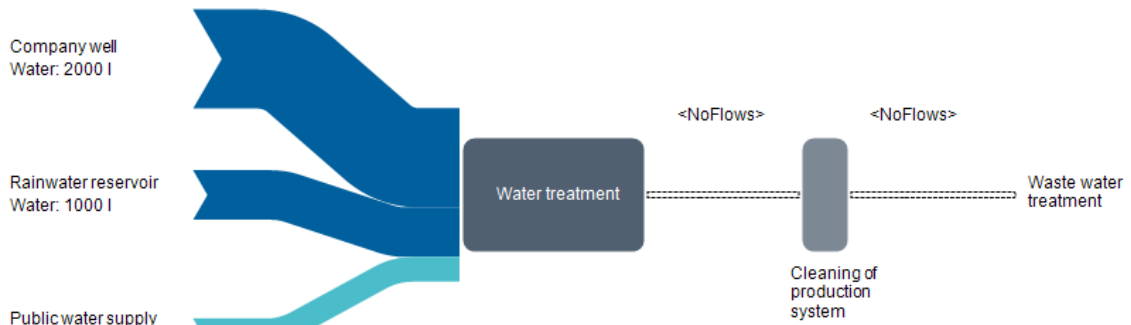 Company well
Water: 2000 l
<NoFlows>
<NoFlows>
Rainwater reservoir
Water: 1000 l
Water treatment
Waste water
treatment
Cleaning of
production
system
Public water supply